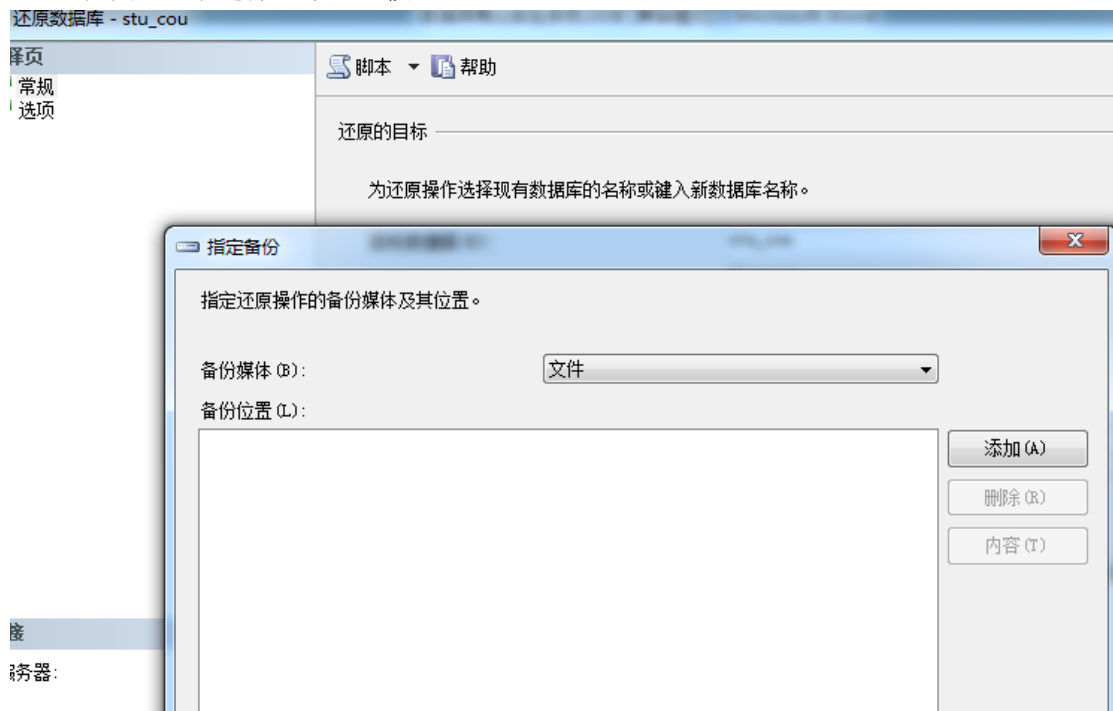 还原数据库 - stu_cou
择页
常规
选项
脚本
帮助
还原的目标
为还原操作选择现有数据库的名称或键入新数据库名称。
指定备份
指定还原操作的备份媒体及其位置。
备份媒体(B):
文件
备份位置(L):
添加(A)
删除(R)
内容(T)
接
服务器: